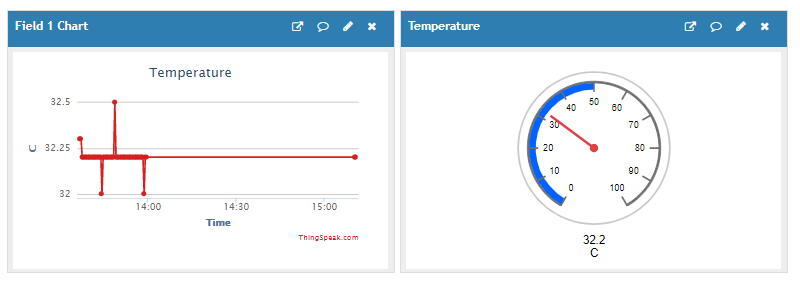 Field 1 Chart
Temperature
32.5
32.25
32
C
14:00 14:30 15:00
Time
ThingSpeak.com
Temperature
0
10
20
30
40
50
60
70
80
90
100
32.2
C